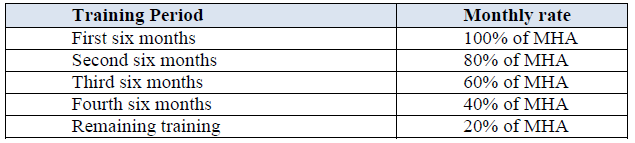 Training Period Monthly rate
First six months 100% of MHA
Second six months 80% of MHA
Third six months 60% of MHA
Fourth six months 40% of MHA
Remaining training 20% of MHA